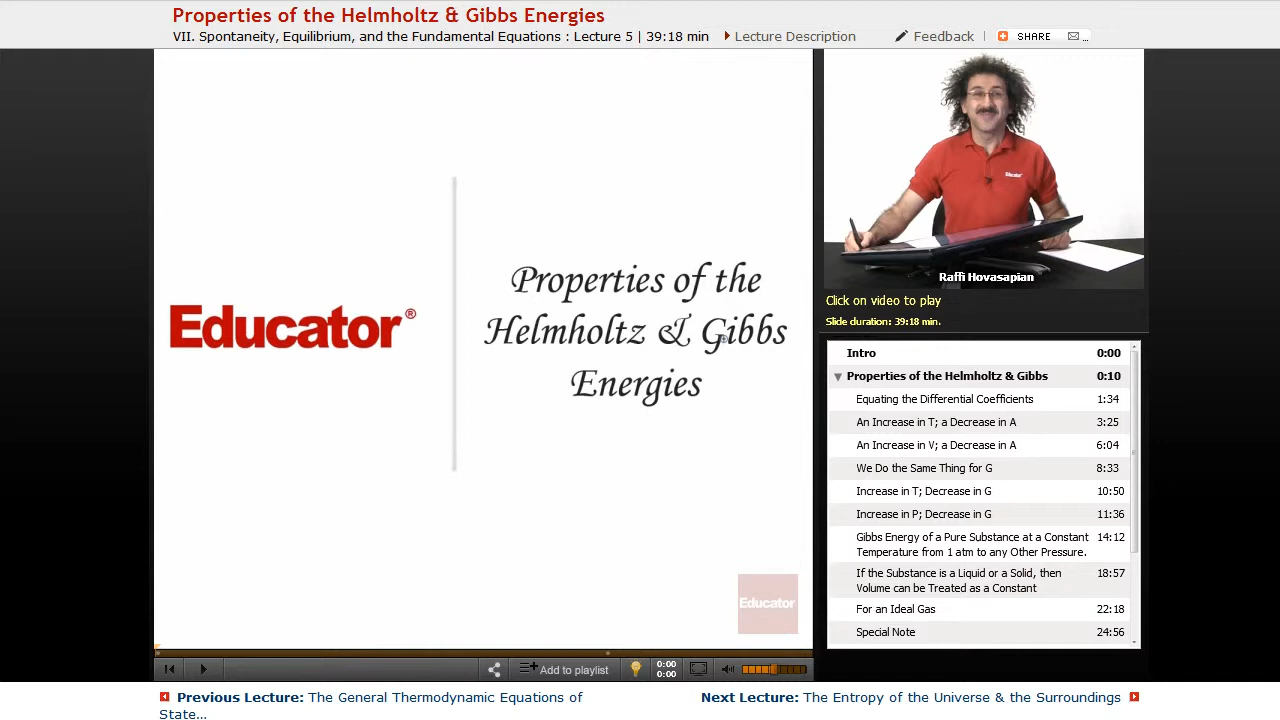 Properties of the Helmholtz & Gibbs Energies
VII. Spontaneity, Equilibrium, and the Fundamental Equations : Lecture 5 | 39:18 min
Lecture Description
Feedback
SHARE
...
Educator®
Properties of the
Helmholtz & Gibbs
Energies
Educator
Educator
Raffi Hovasapian
Click on video to play
Slide duration: 39:18 min.
Intro 0:00
Properties of the Helmholtz & Gibbs 0:10
Equating the Differential Coefficients 1:34
An Increase in T; a Decrease in A 3:25
An Increase in V; a Decrease in A 6:04
We Do the Same Thing for G 8:33
Increase in T; Decrease in G 10:50
Increase in P; Decrease in G 11:36
Gibbs Energy of a Pure Substance at a Constant 14:12
Temperature from 1 atm to any Other Pressure.
If the Substance is a Liquid or a Solid, then 18:57
Volume can be Treated as a Constant
For an Ideal Gas 22:18
Special Note 24:56
Add to playlist
0:00
0:00
Previous Lecture: The General Thermodynamic Equations of
State...
Next Lecture: The Entropy of the Universe & the Surroundings